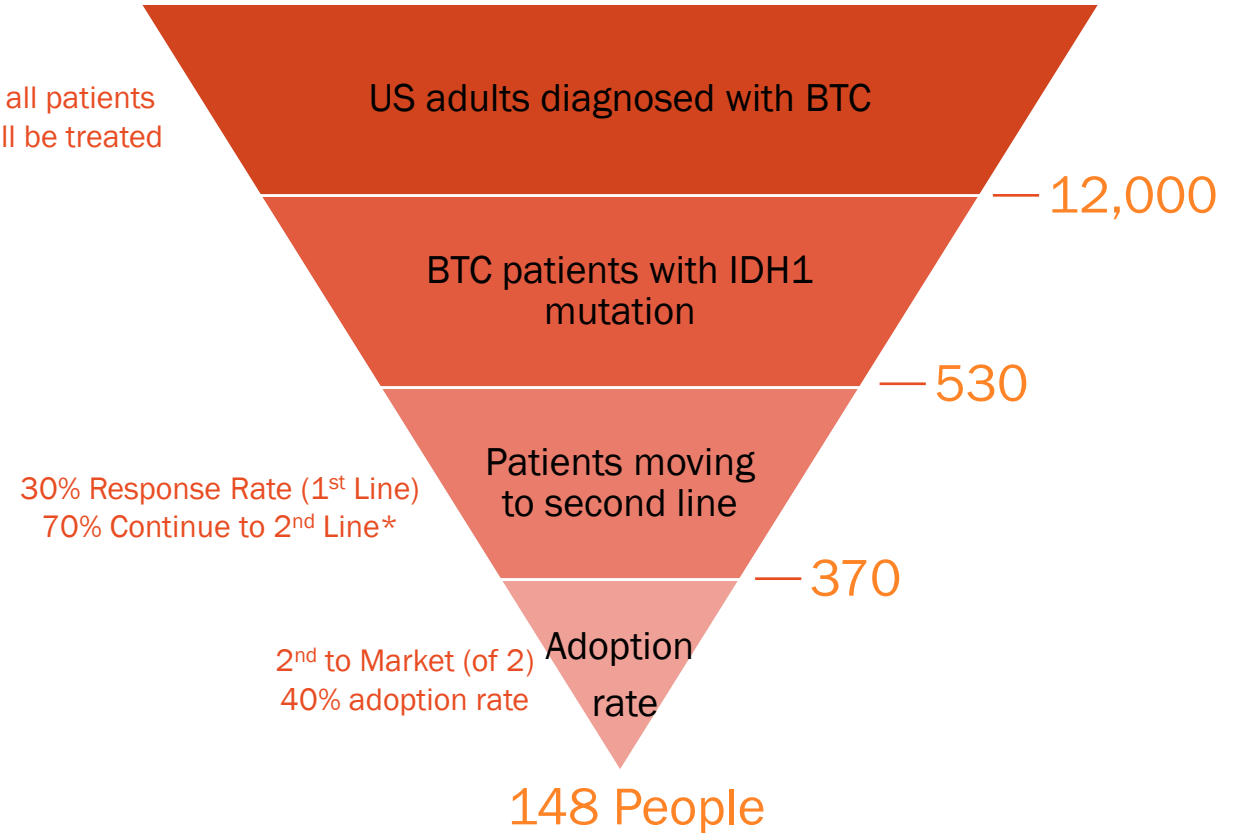 all patients
ll be treated
US adults diagnosed with BTC
12,000
BTC patients with IDH1
mutation
530
30% Response Rate (1st Line)
70% Continue to 2nd Line*
Patients moving
to second line
370
2nd to Market (of 2)
40% adoption rate
Adoption
rate
148 People